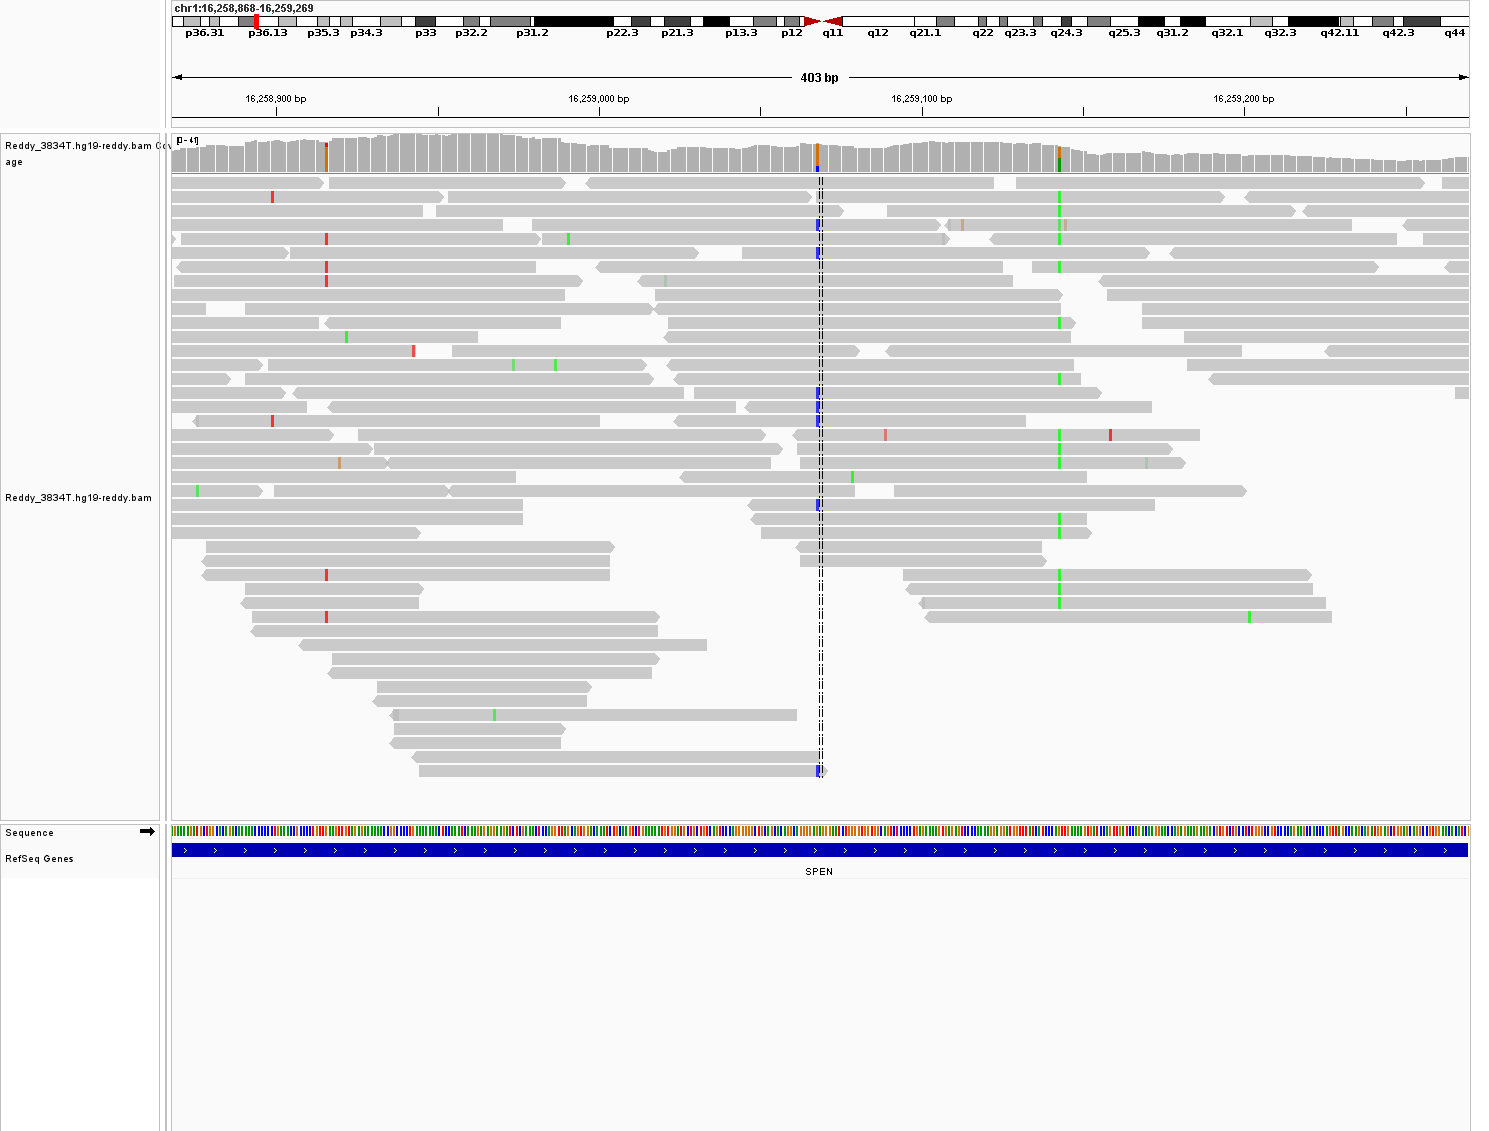 chr1:16,258,868-16,259,269
p36.31 p36.13 p35.3 p34.3 p33 p32.2 p31.2 p22.3 p21.3 p13.3 p12 q11 q12 q21.1 q22 q23.3 q24.3 q25.3 q31.2 q32.1 q32.3 q42.11 q42.3 q44
403 bp
16,258,900 bp 16,259,000 bp 16,259,100 bp 16,259,200 bp
[0 - 41]
Reddy_3834T.hg19-reddy.bam Cov
age
Reddy_3834T.hg19-reddy.bam
Sequence
RefSeq Genes
SPEN